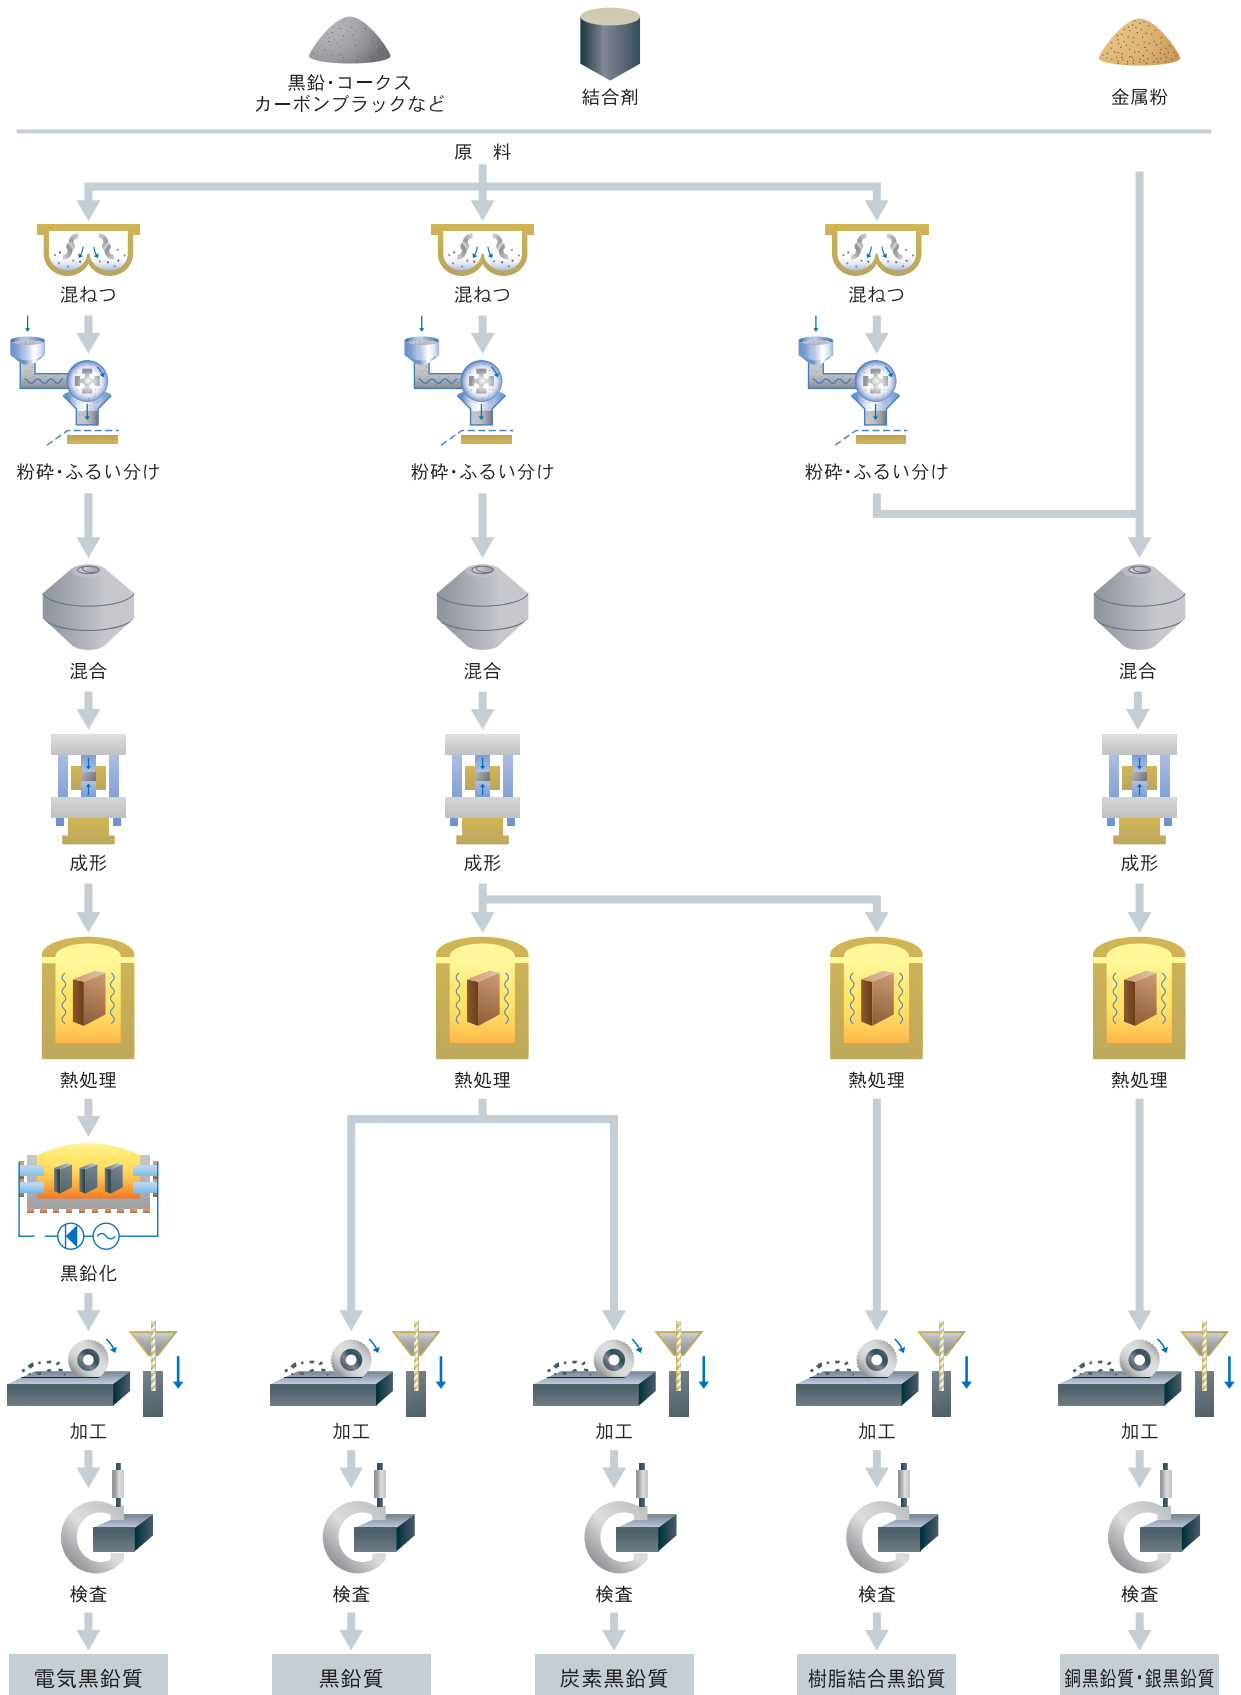 黒鉛・コークス
カーボンブラックなど
結合剤
金属粉
原　料
混ねつ
混ねつ
混ねつ
粉砕・ふるい分け
粉砕・ふるい分け
粉砕・ふるい分け
混合
混合
混合
成形
成形
成形
熱処理
熱処理
熱処理
熱処理
黒鉛化
加工
加工
加工
加工
加工
検査
検査
検査
検査
検査
電気黒鉛質
黒鉛質
炭素黒鉛質
樹脂結合黒鉛質
銅黒鉛質・銀黒鉛質